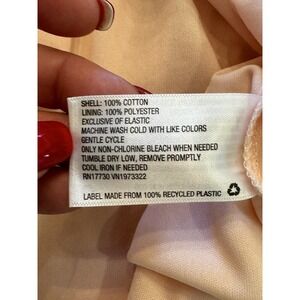 SHELL: 100% COTTON
LINING: 100% POLYESTER
EXCLUSIVE OF ELASTIC
MACHINE WASH COLD WITH LIKE COLORS
GENTLE CYCLE
ONLY NON-CHLORINE BLEACH WHEN NEEDED
TUMBLE DRY LOW, REMOVE PROMPTLY
COOL IRON IF NEEDED
RN17730 VN1973322
LABEL MADE FROM 100% RECYCLED PLASTIC